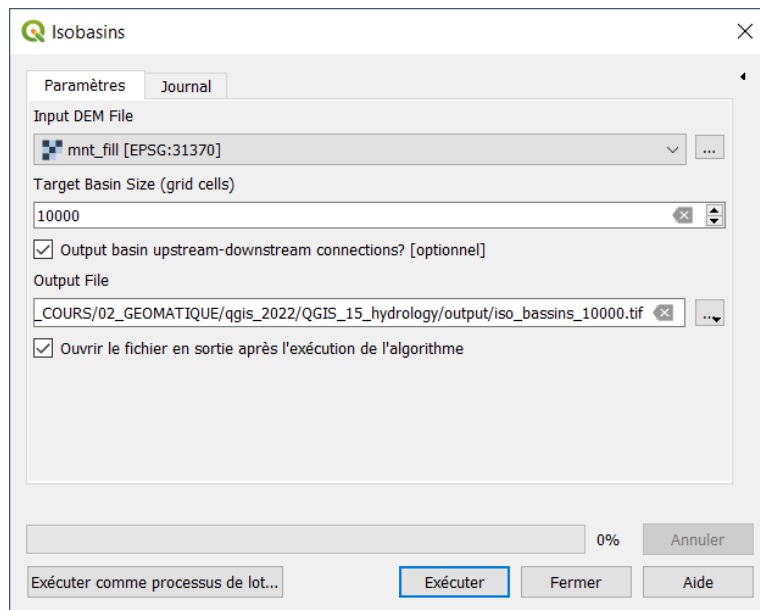 Isobasins
Paramètres
Journal
Input DEM File
mnt_fill [EPSG:31370]
...
Target Basin Size (grid cells)
10000
Output basin upstream-downstream connections? [optionnel]
Output File
_COURS/02_GEOMATIQUE/qgis_2022/QGIS_15_hydrology/output/iso_bassins_10000.tif
...
Ouvrir le fichier en sortie après l'exécution de l'algorithme
0%
Annuler
Exécuter comme processus de lot...
Exécuter
Fermer
Aide